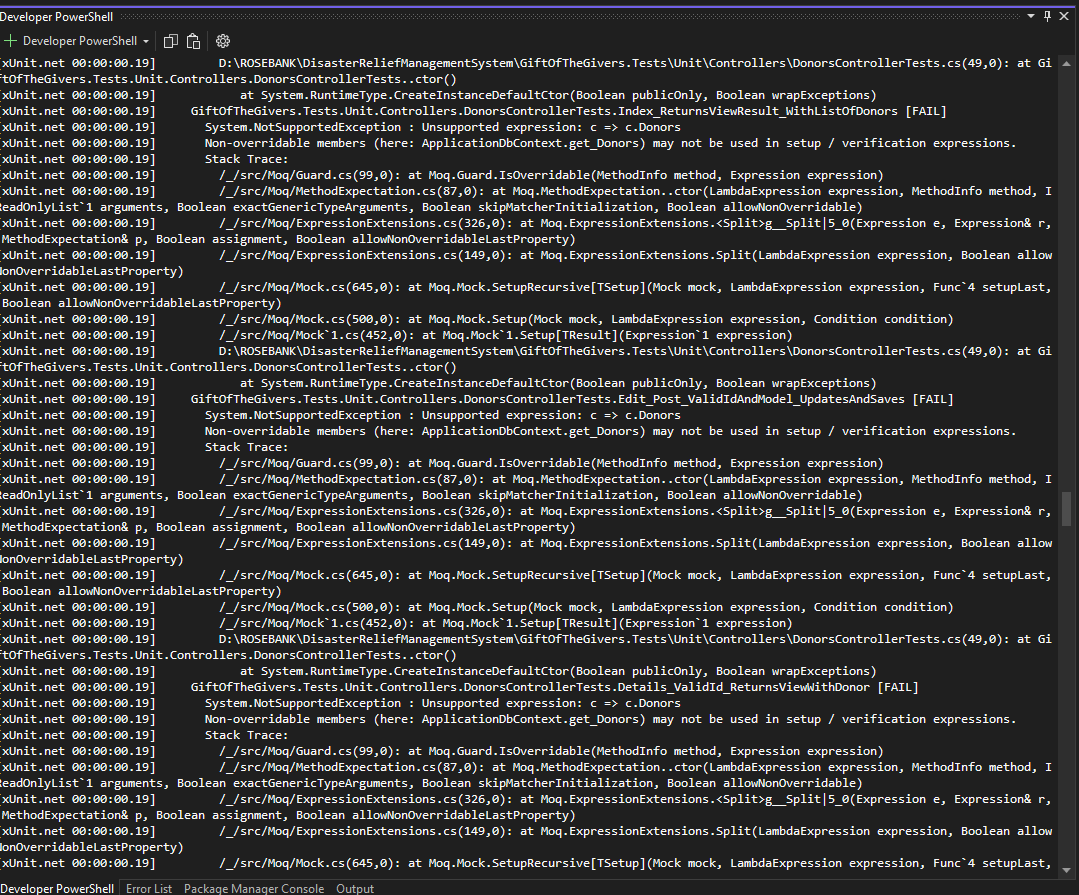 Developer PowerShell
Developer PowerShell
[xUnit.net 00:00:00.19]         D:\ROSEBANK\DisasterReliefManagementSystem\GiftOfTheGivers.Tests\Unit\Controllers\DonorsControllerTests.cs(49,0): at Gi
ftOfTheGivers.Tests.Unit.Controllers.DonorsControllerTests..ctor()
[xUnit.net 00:00:00.19]            at System.RuntimeType.CreateInstanceDefaultCtor(Boolean publicOnly, Boolean wrapExceptions)
[xUnit.net 00:00:00.19]     GiftOfTheGivers.Tests.Unit.Controllers.DonorsControllerTests.Index_ReturnsViewResult_WithListOfDonors [FAIL]
[xUnit.net 00:00:00.19]       System.NotSupportedException : Unsupported expression: c => c.Donors
[xUnit.net 00:00:00.19]       Non-overridable members (here: ApplicationDbContext.get_Donors) may not be used in setup / verification expressions.
[xUnit.net 00:00:00.19]       Stack Trace:
[xUnit.net 00:00:00.19]         /_/src/Moq/Guard.cs(99,0): at Moq.Guard.IsOverridable(MethodInfo method, Expression expression)
[xUnit.net 00:00:00.19]         /_/src/Moq/MethodExpectation.cs(87,0): at Moq.MethodExpectation..ctor(LambdaExpression expression, MethodInfo method, I
ReadOnlyList`1 arguments, Boolean exactGenericTypeArguments, Boolean skipMatcherInitialization, Boolean allowNonOverridable)
[xUnit.net 00:00:00.19]         /_/src/Moq/ExpressionExtensions.cs(326,0): at Moq.ExpressionExtensions.<Split>g__Split|5_0(Expression e, Expression& r,
MethodExpectation& p, Boolean assignment, Boolean allowNonOverridableLastProperty)
[xUnit.net 00:00:00.19]         /_/src/Moq/ExpressionExtensions.cs(149,0): at Moq.ExpressionExtensions.Split(LambdaExpression expression, Boolean allow
NonOverridableLastProperty)
[xUnit.net 00:00:00.19]         /_/src/Moq/Mock.cs(645,0): at Moq.Mock.SetupRecursive[TSetup](Mock mock, LambdaExpression expression, Func`4 setupLast,
Boolean allowNonOverridableLastProperty)
[xUnit.net 00:00:00.19]         /_/src/Moq/Mock.cs(500,0): at Moq.Mock.Setup(Mock mock, LambdaExpression expression, Condition condition)
[xUnit.net 00:00:00.19]         /_/src/Moq/Mock`1.cs(452,0): at Moq.Mock`1.Setup[TResult](Expression`1 expression)
[xUnit.net 00:00:00.19]         D:\ROSEBANK\DisasterReliefManagementSystem\GiftOfTheGivers.Tests\Unit\Controllers\DonorsControllerTests.cs(49,0): at Gi
ftOfTheGivers.Tests.Unit.Controllers.DonorsControllerTests..ctor()
[xUnit.net 00:00:00.19]            at System.RuntimeType.CreateInstanceDefaultCtor(Boolean publicOnly, Boolean wrapExceptions)
[xUnit.net 00:00:00.19]     GiftOfTheGivers.Tests.Unit.Controllers.DonorsControllerTests.Edit_Post_ValidIdAndModel_UpdatesAndSaves [FAIL]
[xUnit.net 00:00:00.19]       System.NotSupportedException : Unsupported expression: c => c.Donors
[xUnit.net 00:00:00.19]       Non-overridable members (here: ApplicationDbContext.get_Donors) may not be used in setup / verification expressions.
[xUnit.net 00:00:00.19]       Stack Trace:
[xUnit.net 00:00:00.19]         /_/src/Moq/Guard.cs(99,0): at Moq.Guard.IsOverridable(MethodInfo method, Expression expression)
[xUnit.net 00:00:00.19]         /_/src/Moq/MethodExpectation.cs(87,0): at Moq.MethodExpectation..ctor(LambdaExpression expression, MethodInfo method, I
ReadOnlyList`1 arguments, Boolean exactGenericTypeArguments, Boolean skipMatcherInitialization, Boolean allowNonOverridable)
[xUnit.net 00:00:00.19]         /_/src/Moq/ExpressionExtensions.cs(326,0): at Moq.ExpressionExtensions.<Split>g__Split|5_0(Expression e, Expression& r,
MethodExpectation& p, Boolean assignment, Boolean allowNonOverridableLastProperty)
[xUnit.net 00:00:00.19]         /_/src/Moq/ExpressionExtensions.cs(149,0): at Moq.ExpressionExtensions.Split(LambdaExpression expression, Boolean allow
NonOverridableLastProperty)
[xUnit.net 00:00:00.19]         /_/src/Moq/Mock.cs(645,0): at Moq.Mock.SetupRecursive[TSetup](Mock mock, LambdaExpression expression, Func`4 setupLast,
Boolean allowNonOverridableLastProperty)
[xUnit.net 00:00:00.19]         /_/src/Moq/Mock.cs(500,0): at Moq.Mock.Setup(Mock mock, LambdaExpression expression, Condition condition)
[xUnit.net 00:00:00.19]         /_/src/Moq/Mock`1.cs(452,0): at Moq.Mock`1.Setup[TResult](Expression`1 expression)
[xUnit.net 00:00:00.19]         D:\ROSEBANK\DisasterReliefManagementSystem\GiftOfTheGivers.Tests\Unit\Controllers\DonorsControllerTests.cs(49,0): at Gi
ftOfTheGivers.Tests.Unit.Controllers.DonorsControllerTests..ctor()
[xUnit.net 00:00:00.19]            at System.RuntimeType.CreateInstanceDefaultCtor(Boolean publicOnly, Boolean wrapExceptions)
[xUnit.net 00:00:00.19]     GiftOfTheGivers.Tests.Unit.Controllers.DonorsControllerTests.Details_ValidId_ReturnsViewWithDonor [FAIL]
[xUnit.net 00:00:00.19]       System.NotSupportedException : Unsupported expression: c => c.Donors
[xUnit.net 00:00:00.19]       Non-overridable members (here: ApplicationDbContext.get_Donors) may not be used in setup / verification expressions.
[xUnit.net 00:00:00.19]       Stack Trace:
[xUnit.net 00:00:00.19]         /_/src/Moq/Guard.cs(99,0): at Moq.Guard.IsOverridable(MethodInfo method, Expression expression)
[xUnit.net 00:00:00.19]         /_/src/Moq/MethodExpectation.cs(87,0): at Moq.MethodExpectation..ctor(LambdaExpression expression, MethodInfo method, I
ReadOnlyList`1 arguments, Boolean exactGenericTypeArguments, Boolean skipMatcherInitialization, Boolean allowNonOverridable)
[xUnit.net 00:00:00.19]         /_/src/Moq/ExpressionExtensions.cs(326,0): at Moq.ExpressionExtensions.<Split>g__Split|5_0(Expression e, Expression& r,
MethodExpectation& p, Boolean assignment, Boolean allowNonOverridableLastProperty)
[xUnit.net 00:00:00.19]         /_/src/Moq/ExpressionExtensions.cs(149,0): at Moq.ExpressionExtensions.Split(LambdaExpression expression, Boolean allow
NonOverridableLastProperty)
[xUnit.net 00:00:00.19]         /_/src/Moq/Mock.cs(645,0): at Moq.Mock.SetupRecursive[TSetup](Mock mock, LambdaExpression expression, Func`4 setupLast,
Developer PowerShell Error List Package Manager Console Output